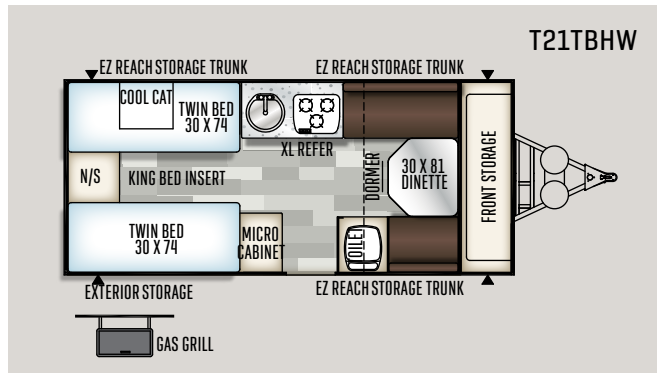 T21TBHW
EZ REACH STORAGE TRUNK
EZ REACH STORAGE TRUNK
COOL CAT
TWIN BED
30 X 74
XL REFER
N/S
KING BED INSERT
DORMER
30 X 81
DINETTE
FRONT STORAGE
TWIN BED
30 X 74
MICRO
CABINET
TOILET
EXTERIOR STORAGE
EZ REACH STORAGE TRUNK
GAS GRILL